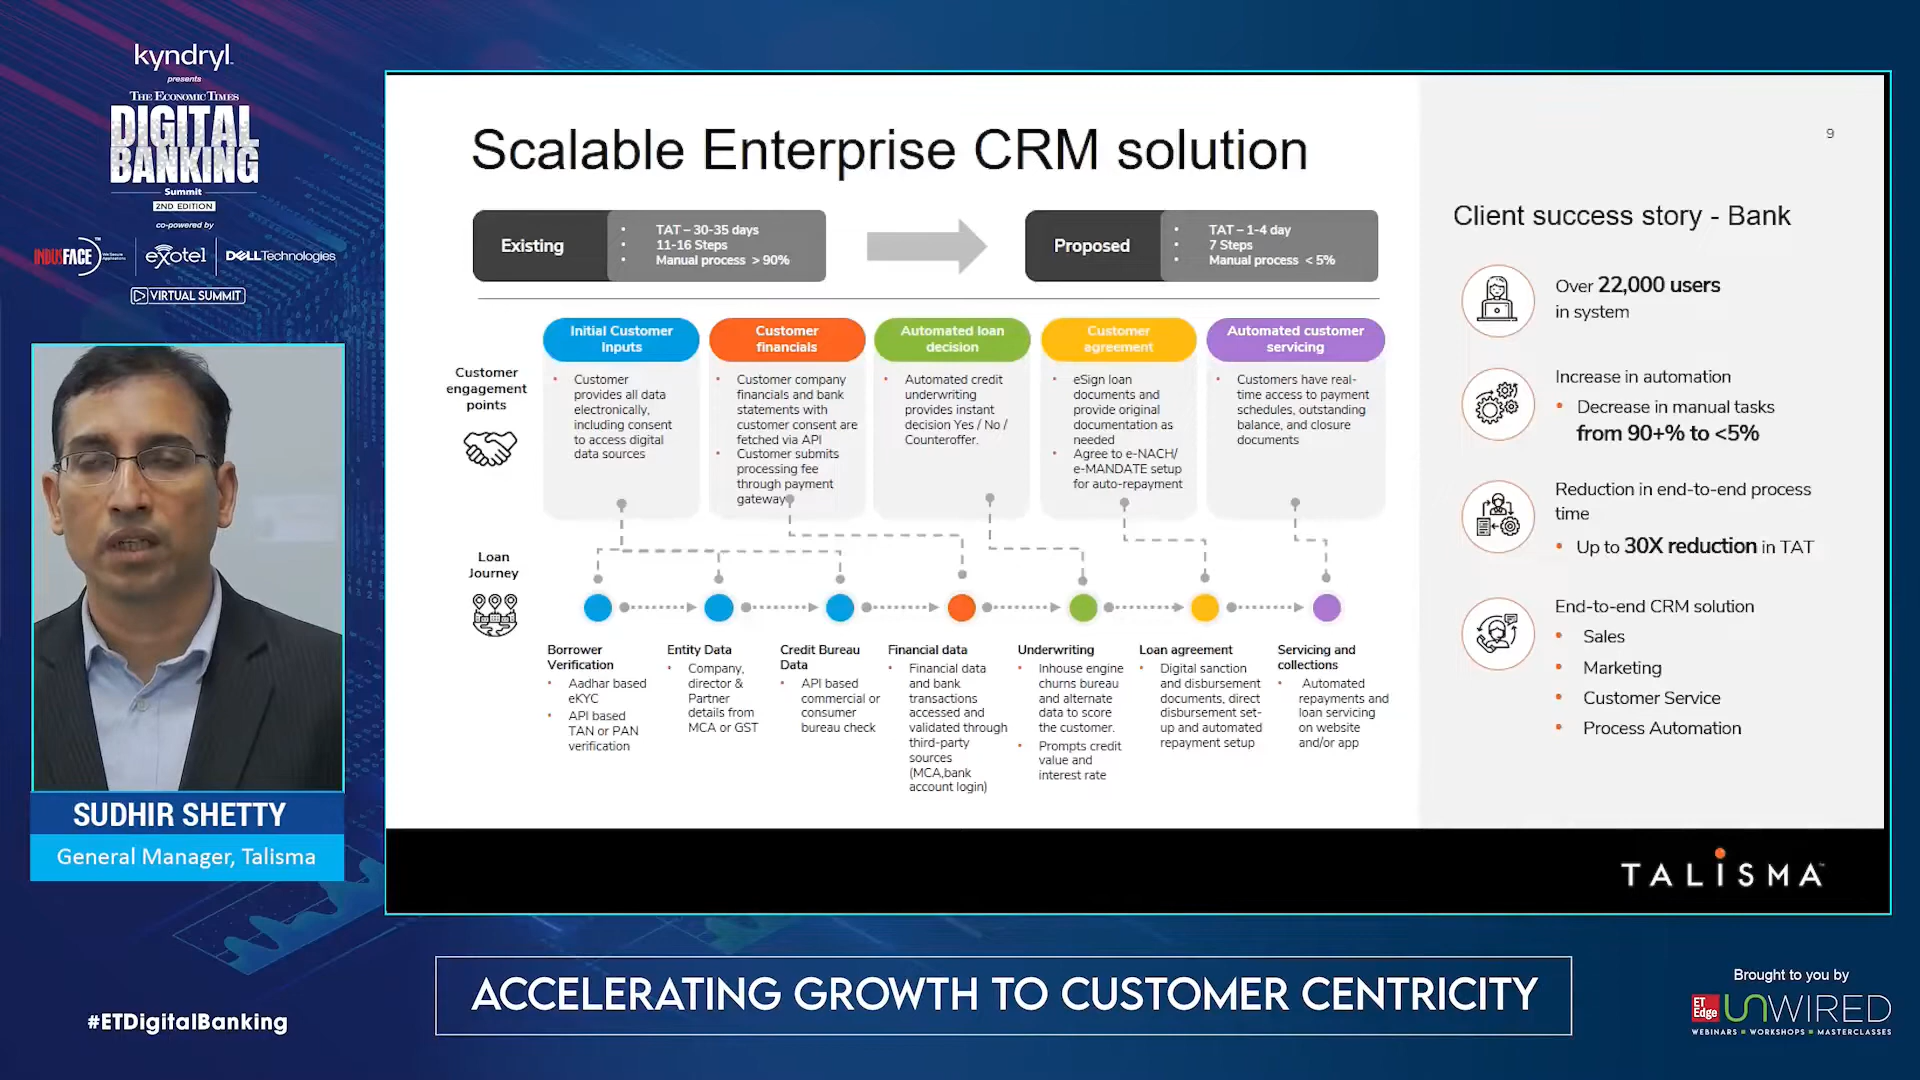 kyndryl
presents
THE ECONOMIC TIMES
DIGITAL
BANKING
Summit
2ND EDITION
co-powered by
INDUSFACE
exotel
DELLTechnologies
VIRTUAL SUMMIT
SUDHIR SHETTY
General Manager, Talisma
#ETDigitalBanking
Scalable Enterprise CRM solution
9
Existing
• TAT – 30-35 days
• 11-16 Steps
• Manual process > 90%
Proposed
• TAT – 1-4 day
• 7 Steps
• Manual process < 5%
Customer
engagement
points
Initial Customer
Inputs
• Customer
provides all data
electronically,
including consent
to access digital
data sources
Customer
financials
• Customer company
financials and bank
statements with
customer consent are
fetched via API
• Customer submits
processing fee
through payment
gateway
Automated loan
decision
• Automated credit
underwriting
provides instant
decision Yes / No /
Counteroffer.
Customer
agreement
• eSign loan
documents and
provide original
documentation as
needed
• Agree to e-NACH/
e-MANDATE setup
for auto-repayment
Automated customer
servicing
• Customers have real-
time access to payment
schedules, outstanding
balance, and closure
documents
Loan
Journey
Borrower
Verification
• Aadhar based
eKYC
• API based
TAN or PAN
verification
Entity Data
• Company,
director &
Partner
details from
MCA or GST
Credit Bureau
Data
• API based
commercial or
consumer
bureau check
Financial data
• Financial data
and bank
transactions
accessed and
validated through
third-party
sources
(MCA,bank
account login)
Underwriting
• Inhouse engine
churns bureau
and alternate
data to score
the customer.
• Prompts credit
value and
interest rate
Loan agreement
• Digital sanction
and disbursement
documents, direct
disbursement set-
up and automated
repayment setup
Servicing and
collections
• Automated
repayments and
loan servicing
on website
and/or app
Client success story - Bank
Over 22,000 users
in system
Increase in automation
• Decrease in manual tasks
from 90+% to <5%
Reduction in end-to-end process
time
• Up to 30X reduction in TAT
End-to-end CRM solution
• Sales
• Marketing
• Customer Service
• Process Automation
TALISMA
ACCELERATING GROWTH TO CUSTOMER CENTRICITY
Brought to you by
ET
Edge
UNWIRED
WEBINARS ▪ WORKSHOPS ▪ MASTERCLASSES